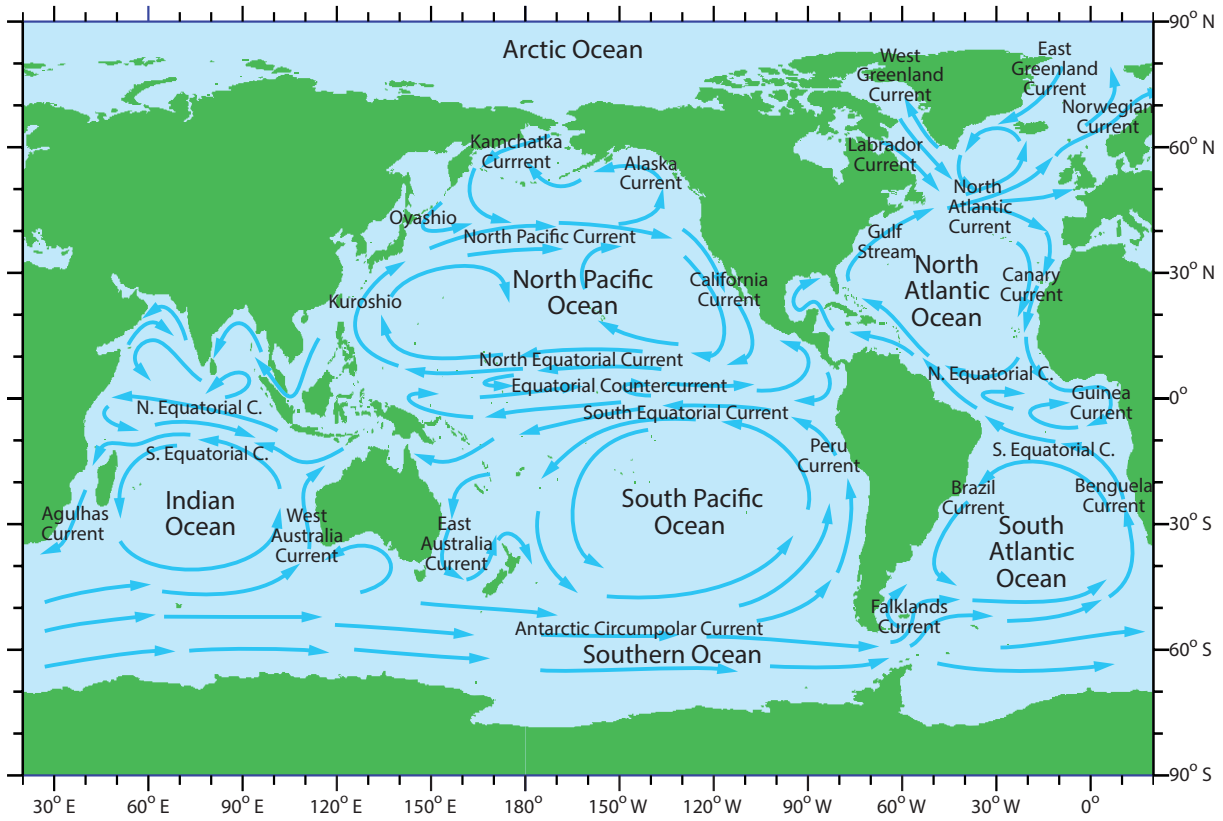 90° N
Arctic Ocean
West
Greenland
Current
East
Greenland
Current
Norwegian
Current
Kamchatka
Currrent
Alaska
Current
Labrador
Current
60° N
North
Atlantic
Current
Oyashio
North Pacific Current
Gulf
Stream
North Pacific
Ocean
California
Current
North
Atlantic
Ocean
Canary
Current
30° N
Kuroshio
North Equatorial Current
Equatorial Countercurrent
South Equatorial Current
N. Equatorial C.
Guinea
Current
0°
N. Equatorial C.
S. Equatorial C.
Peru
Current
S. Equatorial C.
Indian
Ocean
Agulhas
Current
West
Australia
Current
East
Australia
Current
South Pacific
Ocean
Brazil
Current
Benguela
Current
South
Atlantic
Ocean
30° S
Falklands
Current
Antarctic Circumpolar Current
Southern Ocean
60° S
90° S
30° E
60° E
90° E
120° E
150° E
180°
150° W
120° W
90° W
60° W
30° W
0°